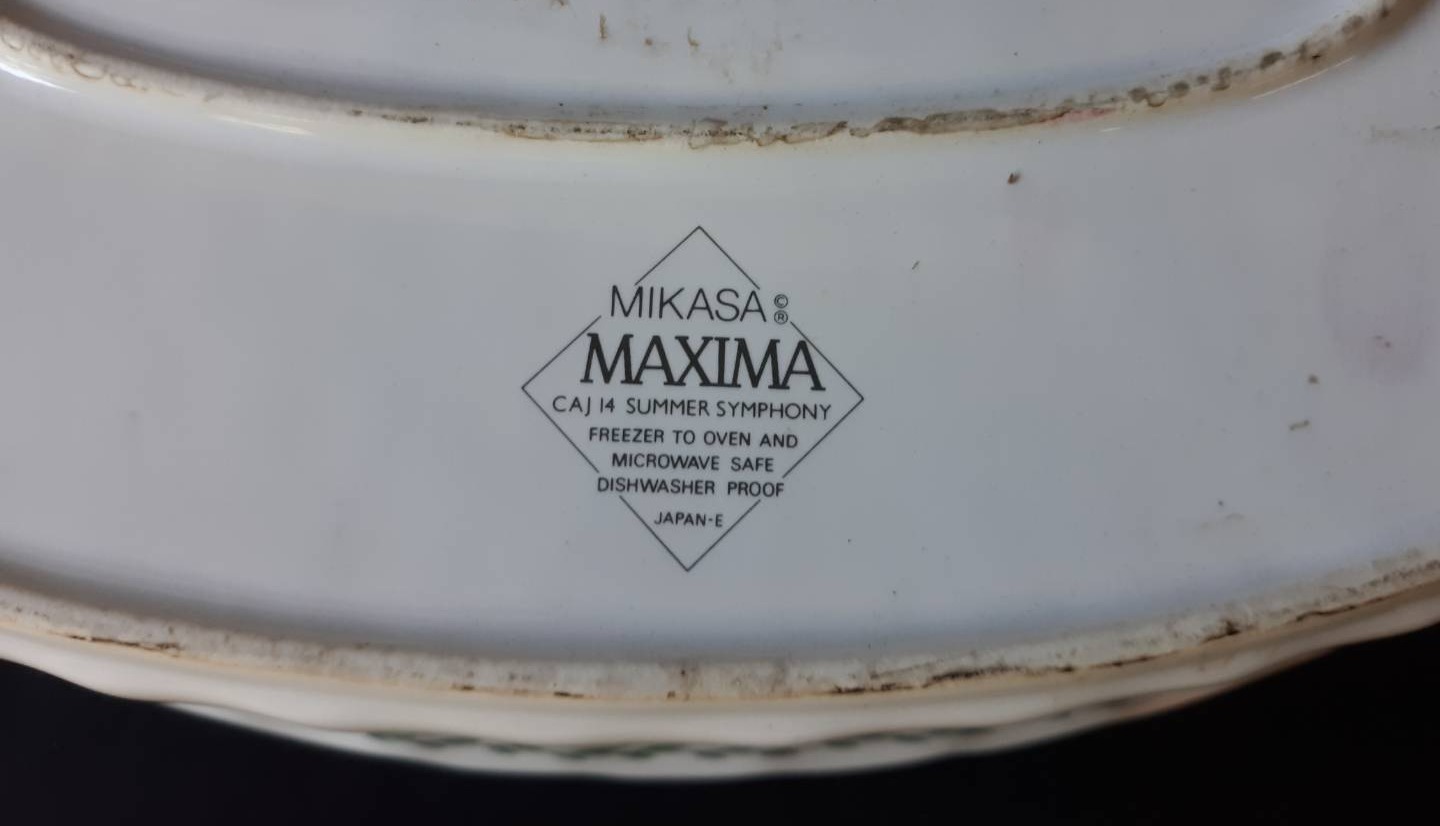 MIKASA ©
®
MAXIMA
CAJ 14 SUMMER SYMPHONY
FREEZER TO OVEN AND
MICROWAVE SAFE
DISHWASHER PROOF
JAPAN-E